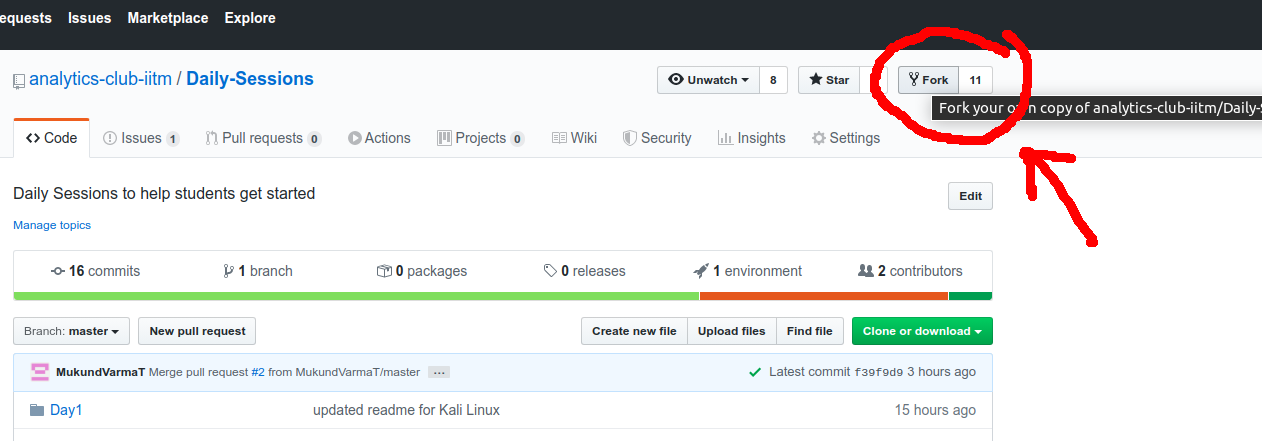 equests Issues Marketplace Explore
analytics-club-iitm / Daily-Sessions Unwatch 8 Star Fork 11
Fork your own copy of analytics-club-iitm/Daily-S
Code Issues 1 Pull requests 0 Actions Projects 0 Wiki Security Insights Settings
Daily Sessions to help students get started Edit
Manage topics
16 commits 1 branch 0 packages 0 releases 1 environment 2 contributors
Branch: master New pull request Create new file Upload files Find file Clone or download
MukundVarmaT Merge pull request #2 from MukundVarmaT/master ... Latest commit f39f9d9 3 hours ago
Day1 updated readme for Kali Linux 15 hours ago